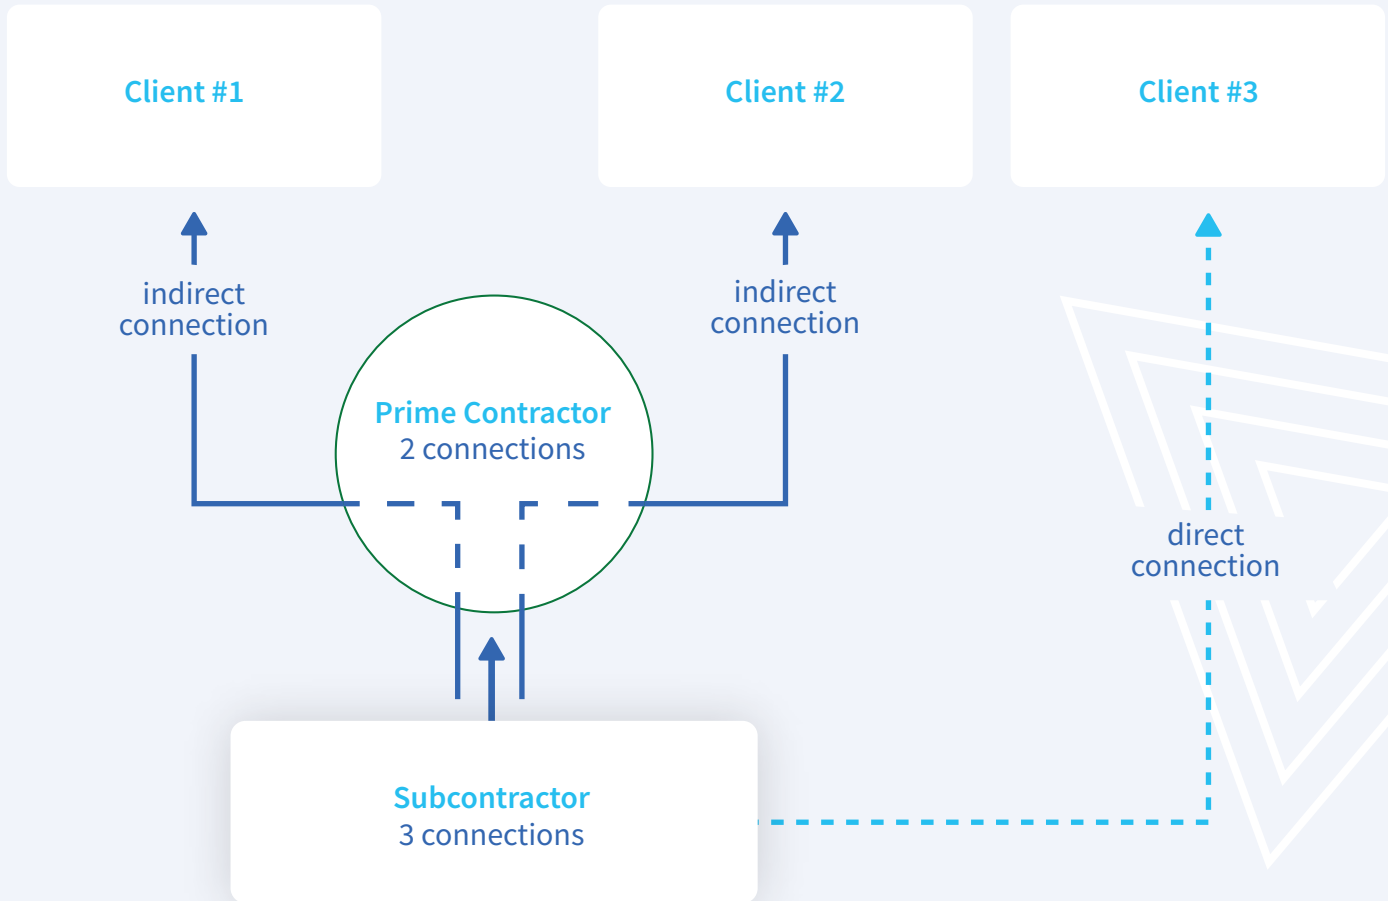 Client #1
Client #2
Client #3
indirect
connection
indirect
connection
Prime Contractor
2 connections
direct
connection
Subcontractor
3 connections